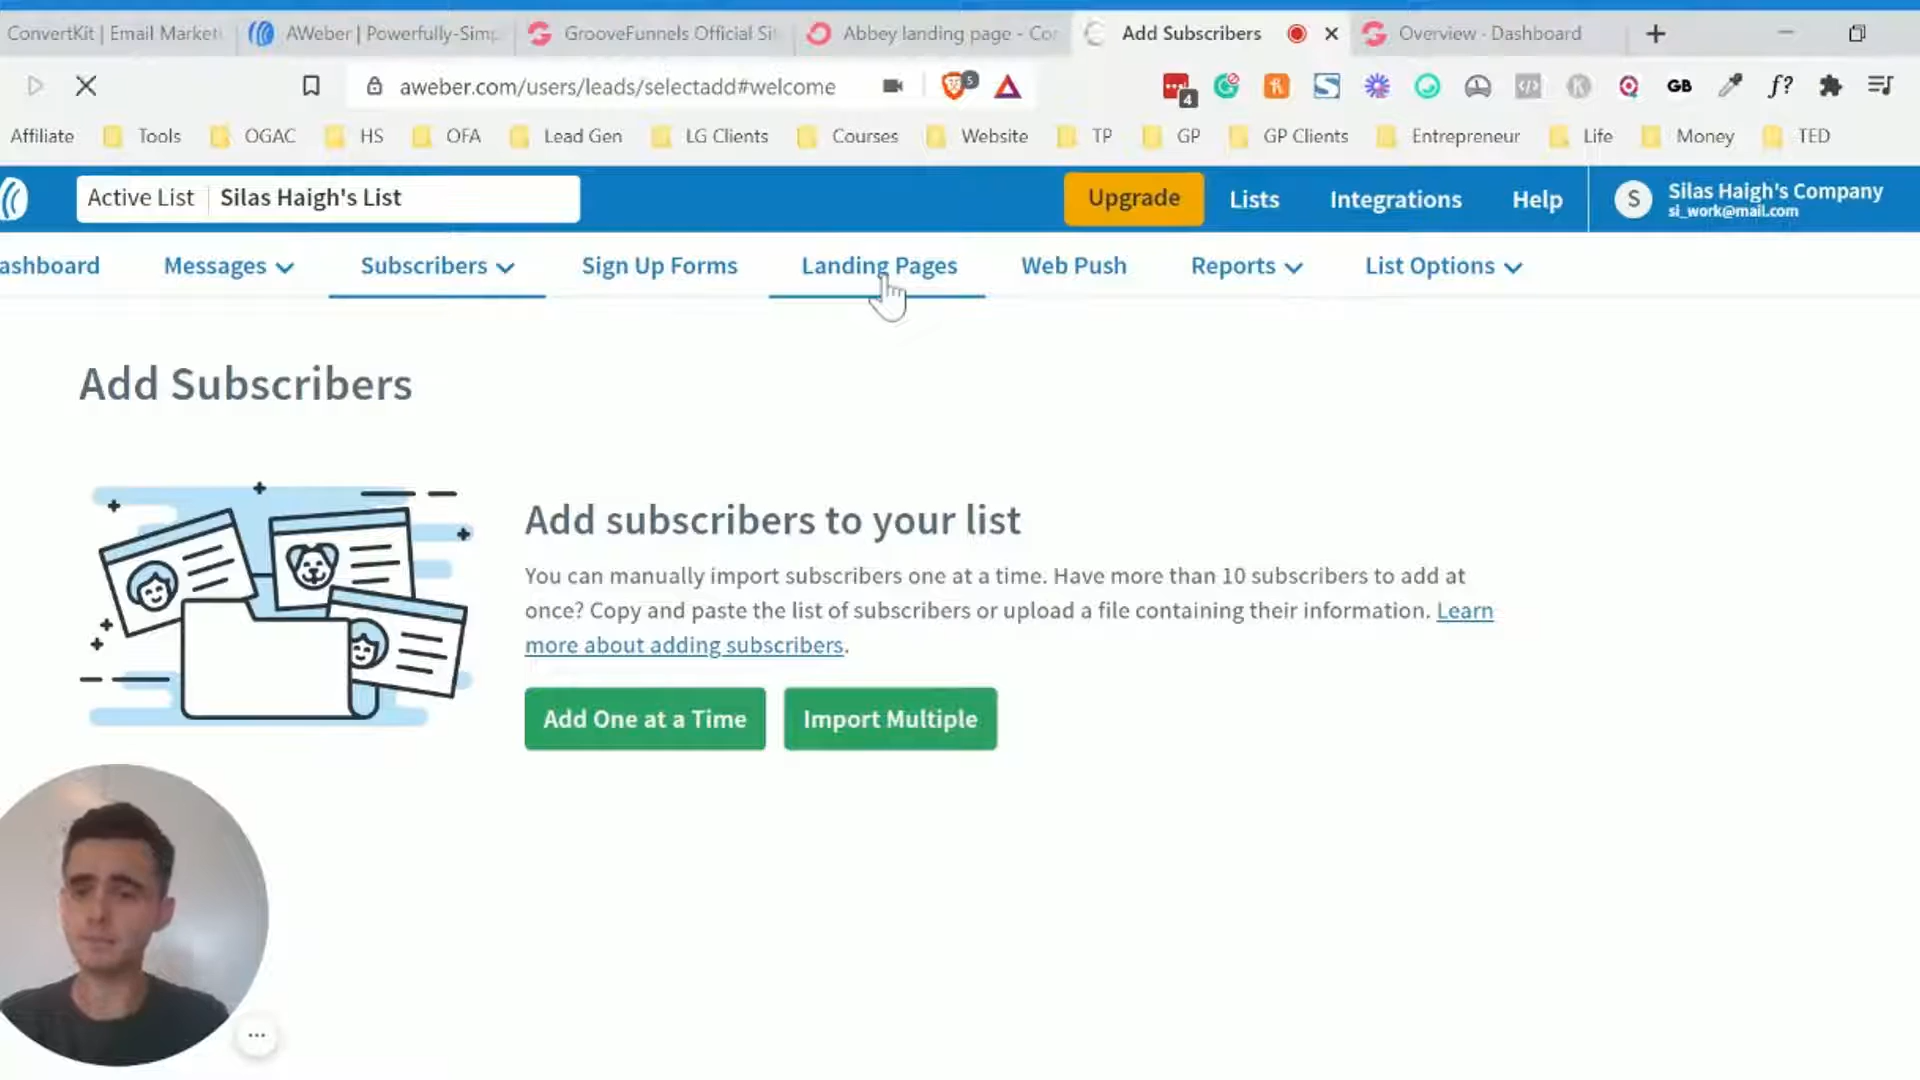 ConvertKit | Email Marketi
AWeber | Powerfully-Simp
GrooveFunnels Official Sit
Abbey landing page - Con
Add Subscribers
Overview - Dashboard
aweber.com/users/leads/selectadd#welcome
5
4
GB
f?
Affiliate
Tools
OGAC
HS
OFA
Lead Gen
LG Clients
Courses
Website
TP
GP
GP Clients
Entrepreneur
Life
Money
TED
Active List
Silas Haigh's List
Upgrade
Lists
Integrations
Help
S
Silas Haigh's Company
si_work@mail.com
ashboard
Messages
Subscribers
Sign Up Forms
Landing Pages
Web Push
Reports
List Options
Add Subscribers
Add subscribers to your list
You can manually import subscribers one at a time. Have more than 10 subscribers to add at
once? Copy and paste the list of subscribers or upload a file containing their information. Learn
more about adding subscribers.
Add One at a Time
Import Multiple